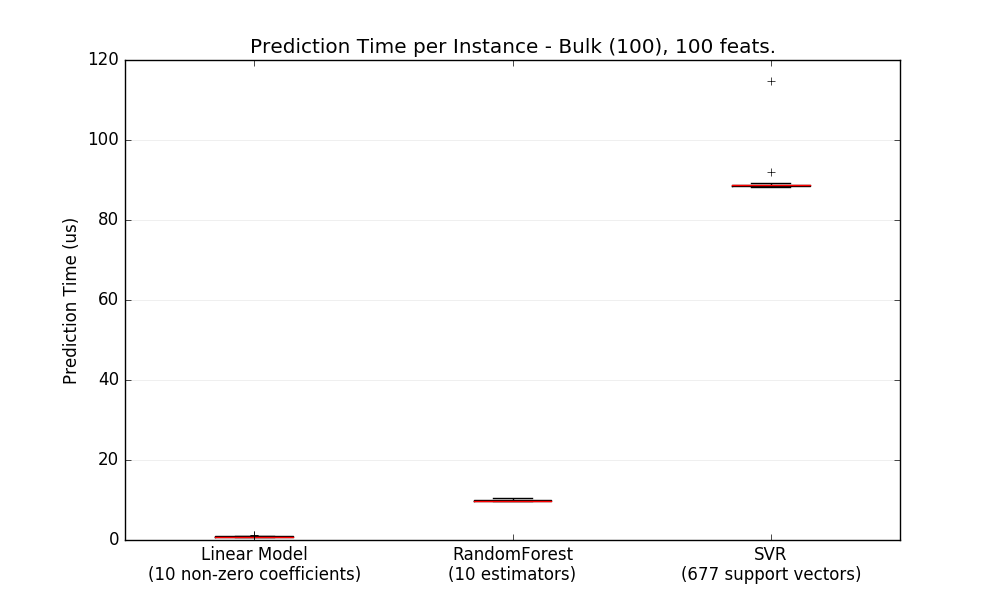 Prediction Time per Instance - Bulk (100), 100 feats.
120
100
80
60
40
20
0
Prediction Time (us)
Linear Model
(10 non-zero coefficients)
RandomForest
(10 estimators)
SVR
(677 support vectors)